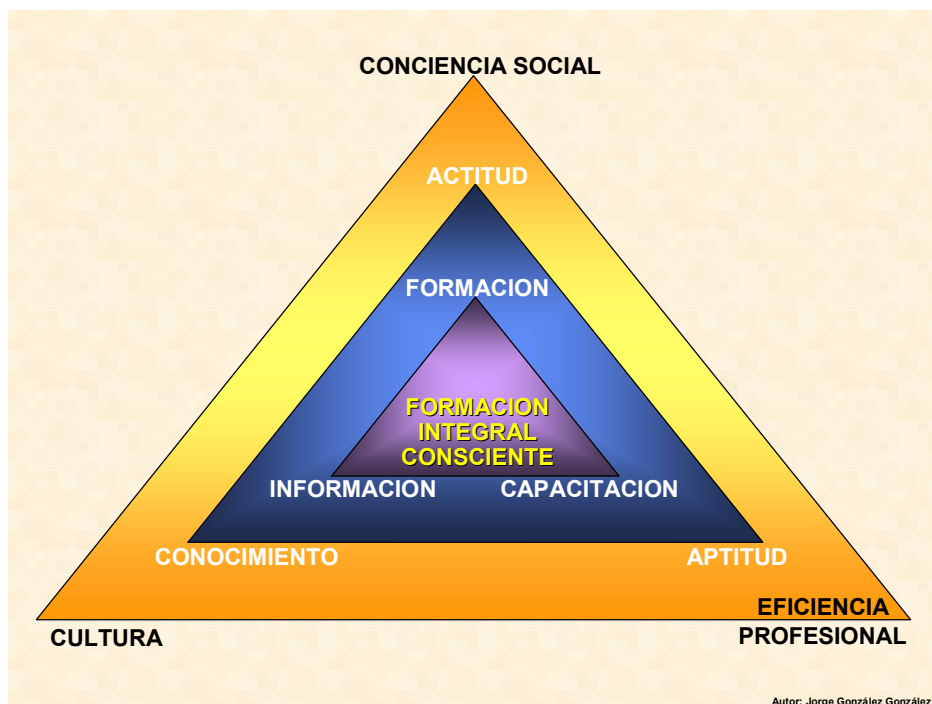 CONCIENCIA SOCIAL
ACTITUD
FORMACION
FORMACION
INTEGRAL
CONSCIENTE
INFORMACION CAPACITACION
CONOCIMIENTO APTITUD
EFICIENCIA
CULTURA PROFESIONAL
Autor: Jorge González González